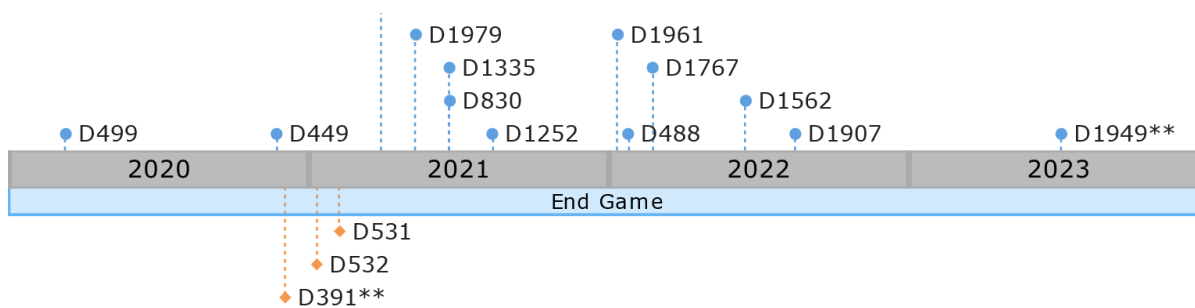 D1979 D1961
D1335 D1767
D830 D1562
D499 D449 D1252 D488 D1907 D1949**
2020 2021 2022 2023
End Game
D531
D532
D391**